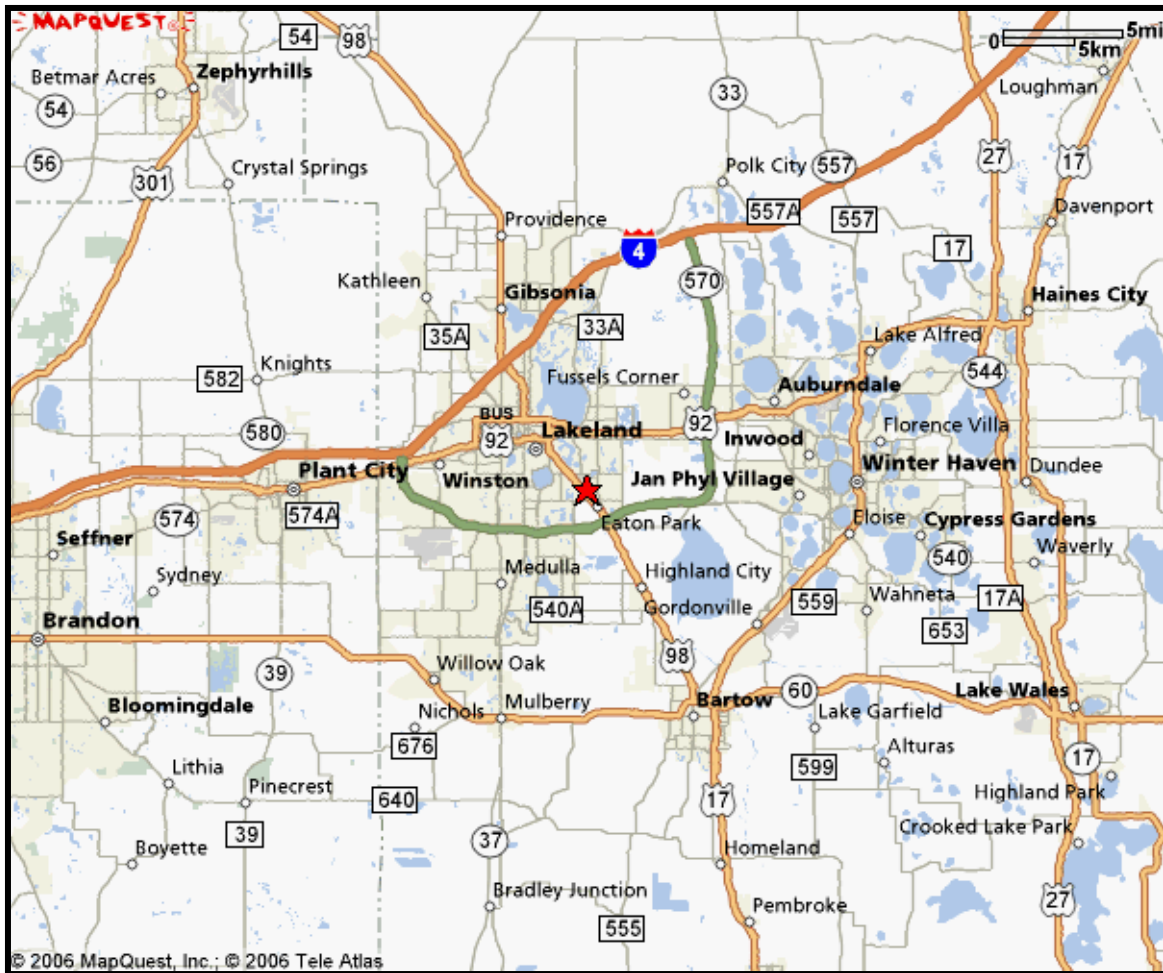 MAPQUEST
54
98
0
5mi
5km
Betmar Acres
Zephyrhills
Loughman
54
33
56
27
17
301
Crystal Springs
Polk City
557
557A
557
Davenport
Providence
4
17
Kathleen
570
Gibsonia
Haines City
35A
33A
Lake Alfred
582
Knights
Fussels Corner
544
Auburndale
580
BUS
92
Lakeland
92
Inwood
Florence Villa
Plant City
Winston
Jan Phyl Village
Winter Haven
Dundee
574
574A
Eaton Park
Eloise
Cypress Gardens
Seffner
540
Waverly
Sydney
Medulla
Highland City
540A
Gordonville
559
Wahneta
17A
Brandon
653
98
39
Willow Oak
60
Lake Wales
Bloomingdale
Nichols
Mulberry
Bartow
Lake Garfield
676
Alturas
17
Lithia
599
Pinecrest
640
17
Highland Park
39
37
Crooked Lake Park
Boyette
Homeland
Bradley Junction
27
555
Pembroke
© 2006 MapQuest, Inc.; © 2006 Tele Atlas